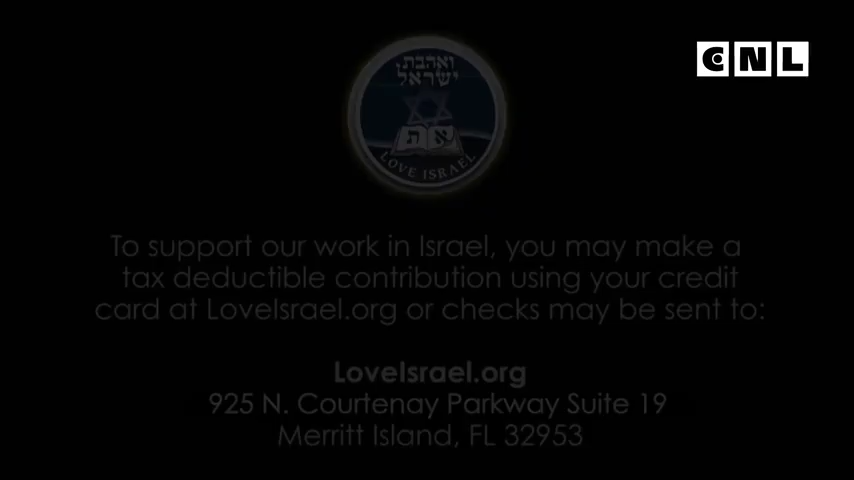 CNL
ואהבת
ישראל
ת א
LOVE ISRAEL
To support our work in Israel, you may make a
tax deductible contribution using your credit
card at LoveIsrael.org or checks may be sent to:
LoveIsrael.org
925 N. Courtenay Parkway Suite 19
Merritt Island, FL 32953